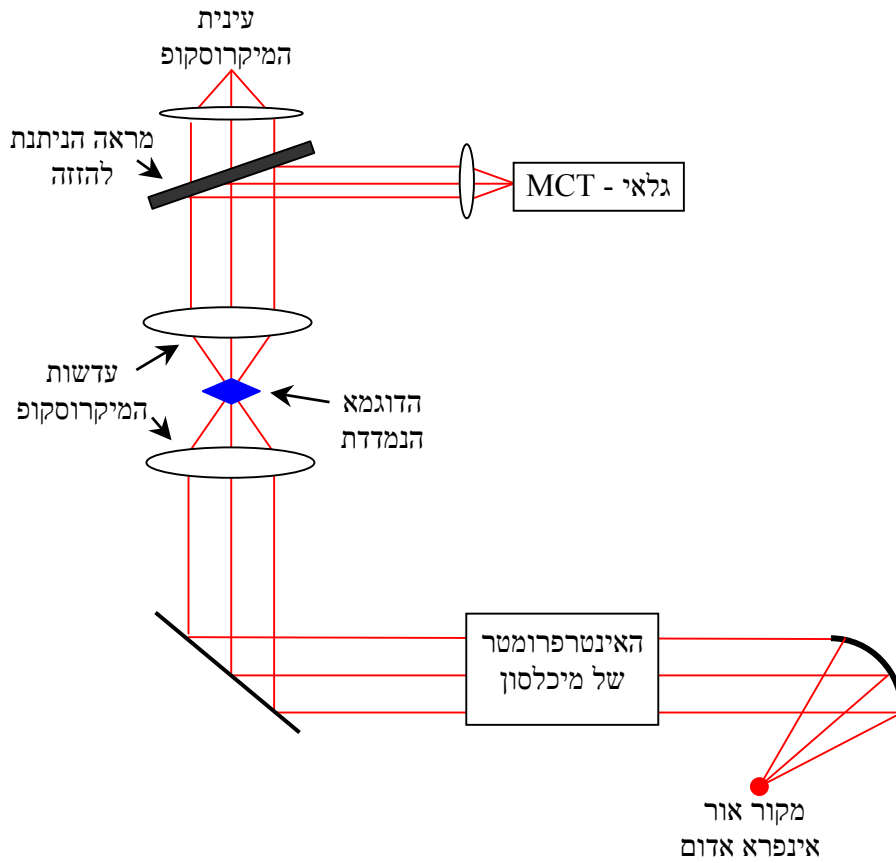 עינית
המיקרוסקופ
מראה הניתנת
להזזה
גלאי - MCT
עדשות
המיקרוסקופ
הדוגמא
הנמדדת
האינטרפרומטר
של מיכלסון
מקור אור
אינפרא אדום